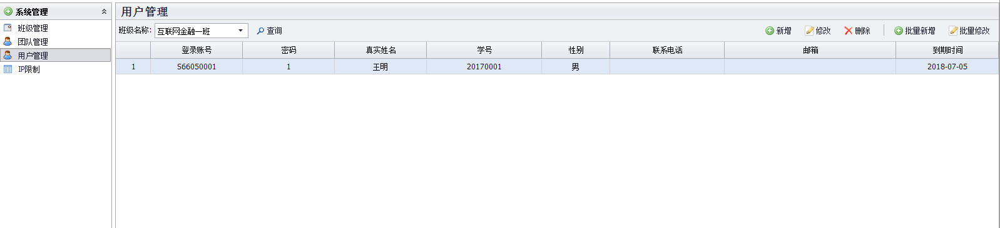 系统管理
班级管理
团队管理
用户管理
IP限制
用户管理
班级名称: 互联网金融一班 查询 新增 修改 删除 批量新增 批量修改
登录账号 密码 真实姓名 学号 性别 联系电话 邮箱 到期时间
1 S66050001 1 王明 20170001 男 2018-07-05